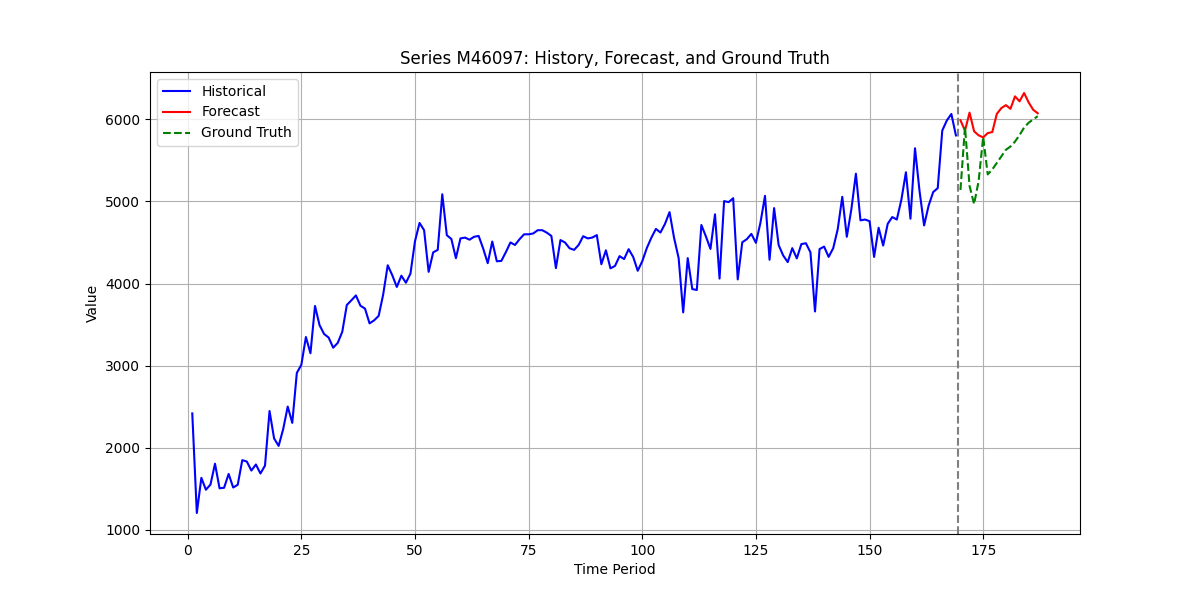 Series M46097: History, Forecast, and Ground Truth
Historical
Forecast
Ground Truth
Value
6000
5000
4000
3000
2000
1000
0 25 50 75 100 125 150 175
Time Period